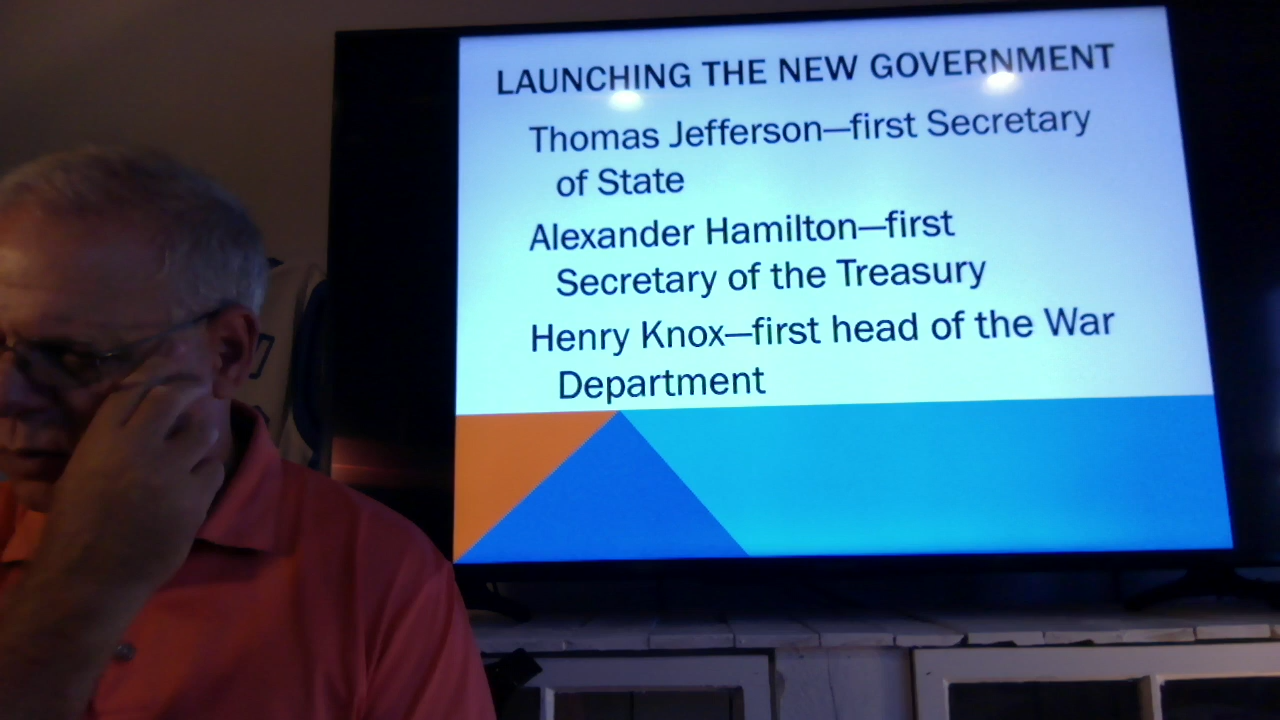 LAUNCHING THE NEW GOVERNMENT
Thomas Jefferson—first Secretary
of State
Alexander Hamilton—first
Secretary of the Treasury
Henry Knox—first head of the War
Department